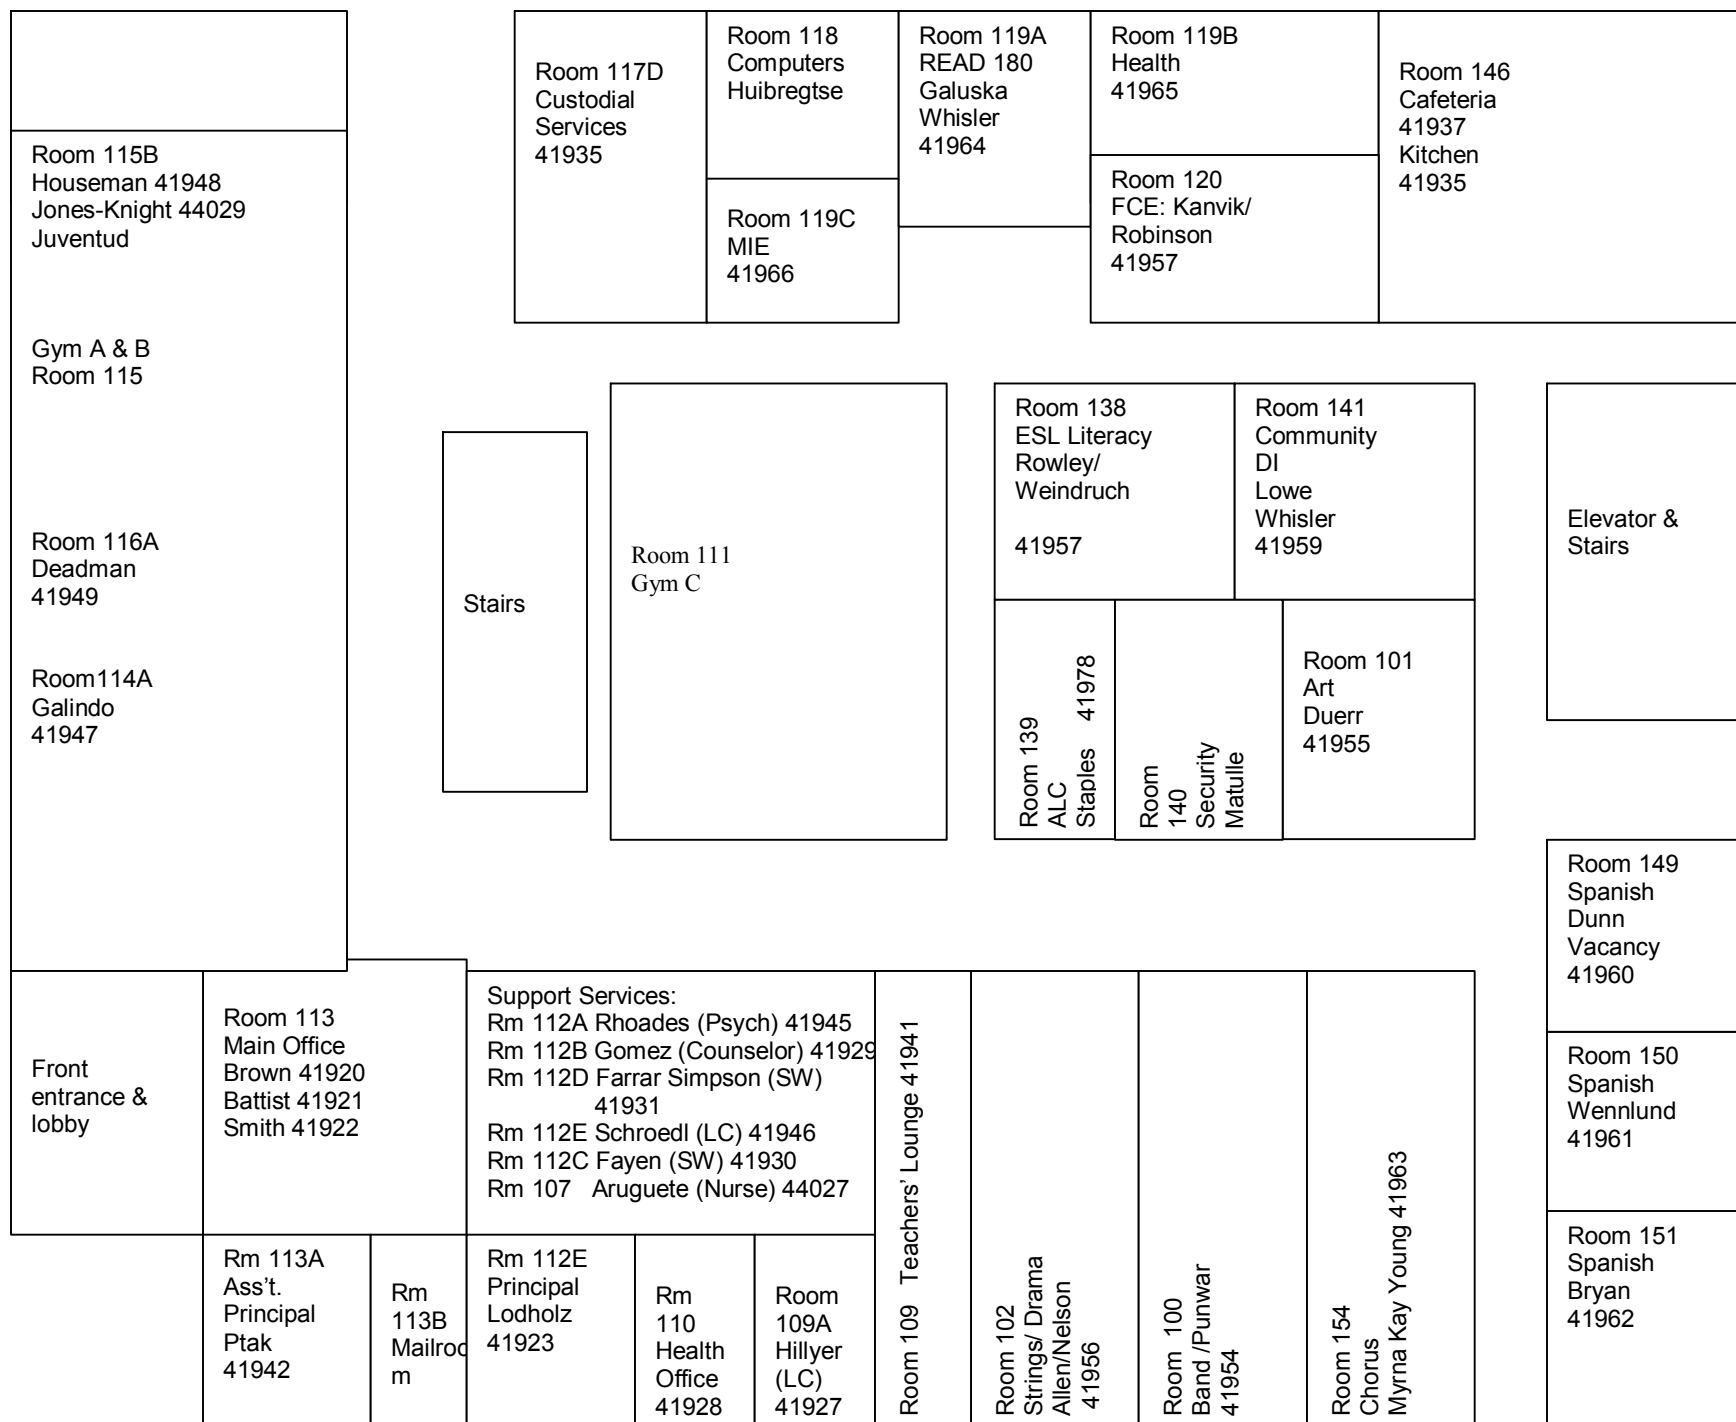 Room 115B
Houseman 41948
Jones-Knight 44029
Juventud
Gym A & B
Room 115
Room 116A
Deadman
41949
Room114A
Galindo
41947
Room 117D
Custodial
Services
41935
Room 118
Computers
Huibregtse
Room 119C
MIE
41966
Room 119A
READ 180
Galuska
Whisler
41964
Room 119B
Health
41965
Room 120
FCE: Kanvik/
Robinson
41957
Room 146
Cafeteria
41937
Kitchen
41935
Stairs
Room 111
Gym C
Room 138
ESL Literacy
Rowley/
Weindruch
41957
Room 141
Community
DI
Lowe
Whisler
41959
Room 139
ALC
Staples 41978
Room
140
Security
Matulle
Room 101
Art
Duerr
41955
Elevator &
Stairs
Room 149
Spanish
Dunn
Vacancy
41960
Room 150
Spanish
Wennlund
41961
Room 151
Spanish
Bryan
41962
Front
entrance &
lobby
Room 113
Main Office
Brown 41920
Battist 41921
Smith 41922
Support Services:
Rm 112A Rhoades (Psych) 41945
Rm 112B Gomez (Counselor) 41929
Rm 112D Farrar Simpson (SW)
41931
Rm 112E Schroedl (LC) 41946
Rm 112C Fayen (SW) 41930
Rm 107 Aruguete (Nurse) 44027
Rm 113A
Ass't.
Principal
Ptak
41942
Rm
113B
Mailroo
m
Rm 112E
Principal
Lodholz
41923
Rm
110
Health
Office
41928
Room
109A
Hillyer
(LC)
41927
Room 109 Teachers' Lounge 41941
Room 102
Strings/ Drama
Allen/Nelson
41956
Room 100
Band /Punwar
41954
Room 154
Chorus
Myrna Kay Young 41963